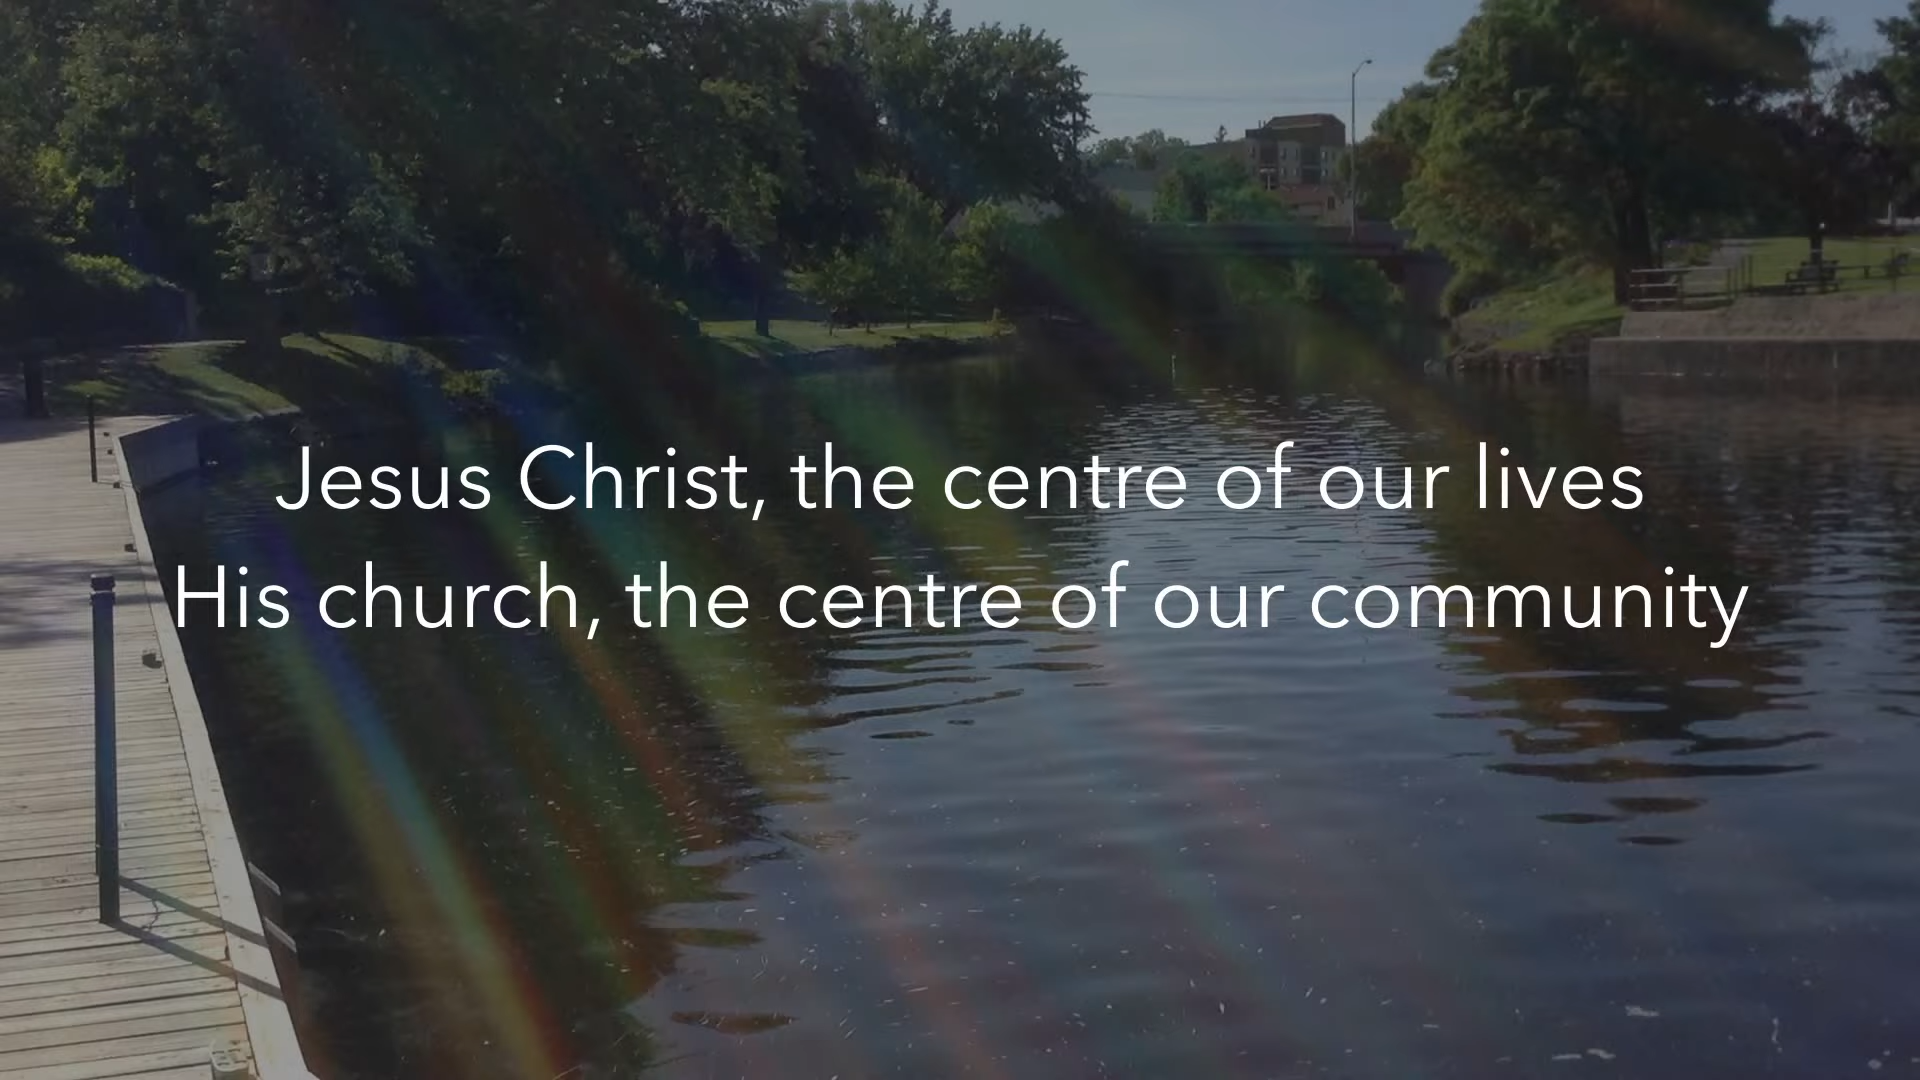 Jesus Christ, the centre of our lives
His church, the centre of our community